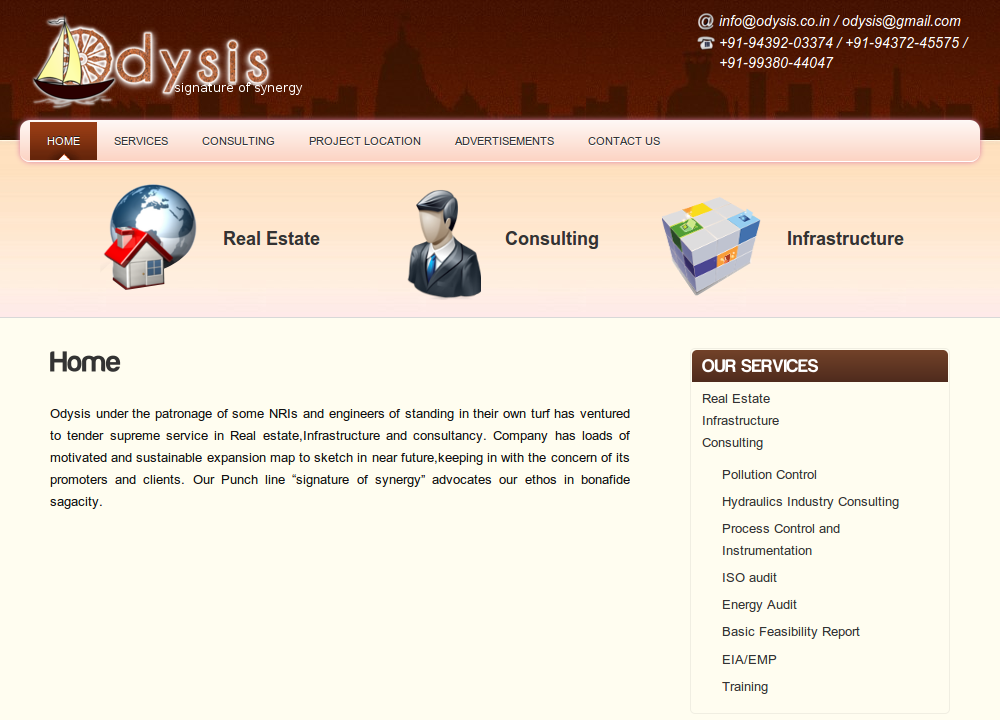 Odysis
signature of synergy
info@odysis.co.in / odysis@gmail.com
+91-94392-03374 / +91-94372-45575 /
+91-99380-44047
HOME SERVICES CONSULTING PROJECT LOCATION ADVERTISEMENTS CONTACT US
Real Estate Consulting Infrastructure
Home
Odysis under the patronage of some NRIs and engineers of standing in their own turf has ventured
to tender supreme service in Real estate,Infrastructure and consultancy. Company has loads of
motivated and sustainable expansion map to sketch in near future,keeping in with the concern of its
promoters and clients. Our Punch line “signature of synergy” advocates our ethos in bonafide
sagacity.
OUR SERVICES
Real Estate
Infrastructure
Consulting
Pollution Control
Hydraulics Industry Consulting
Process Control and
Instrumentation
ISO audit
Energy Audit
Basic Feasibility Report
EIA/EMP
Training